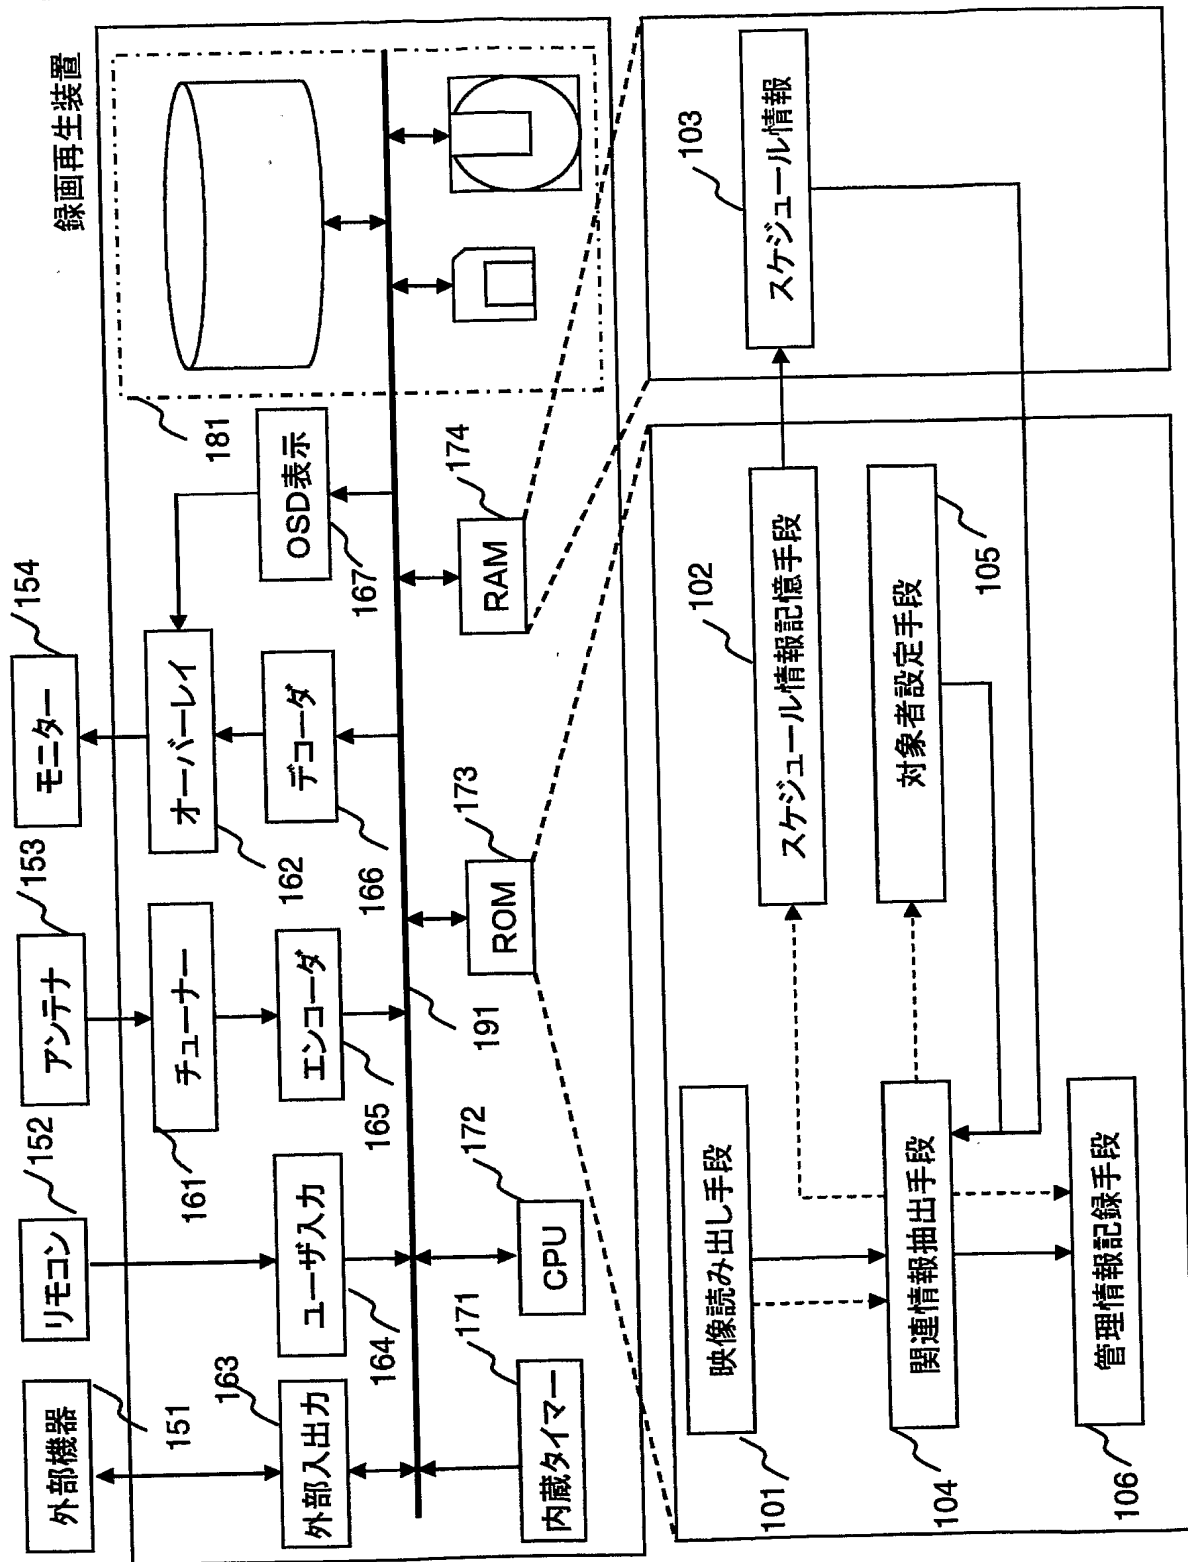 録画再生装置
外部機器
151
リモコン
152
アンテナ
153
モニター
154
チューナー
161
オーバーレイ
162
外部入出力
163
ユーザ入力
164
エンコーダ
165
デコーダ
166
OSD表示
167
181
191
内蔵タイマー
171
CPU
172
ROM
173
RAM
174
映像読み出し手段
101
スケジュール情報記憶手段
102
スケジュール情報
103
関連情報抽出手段
104
対象者設定手段
105
管理情報記録手段
106